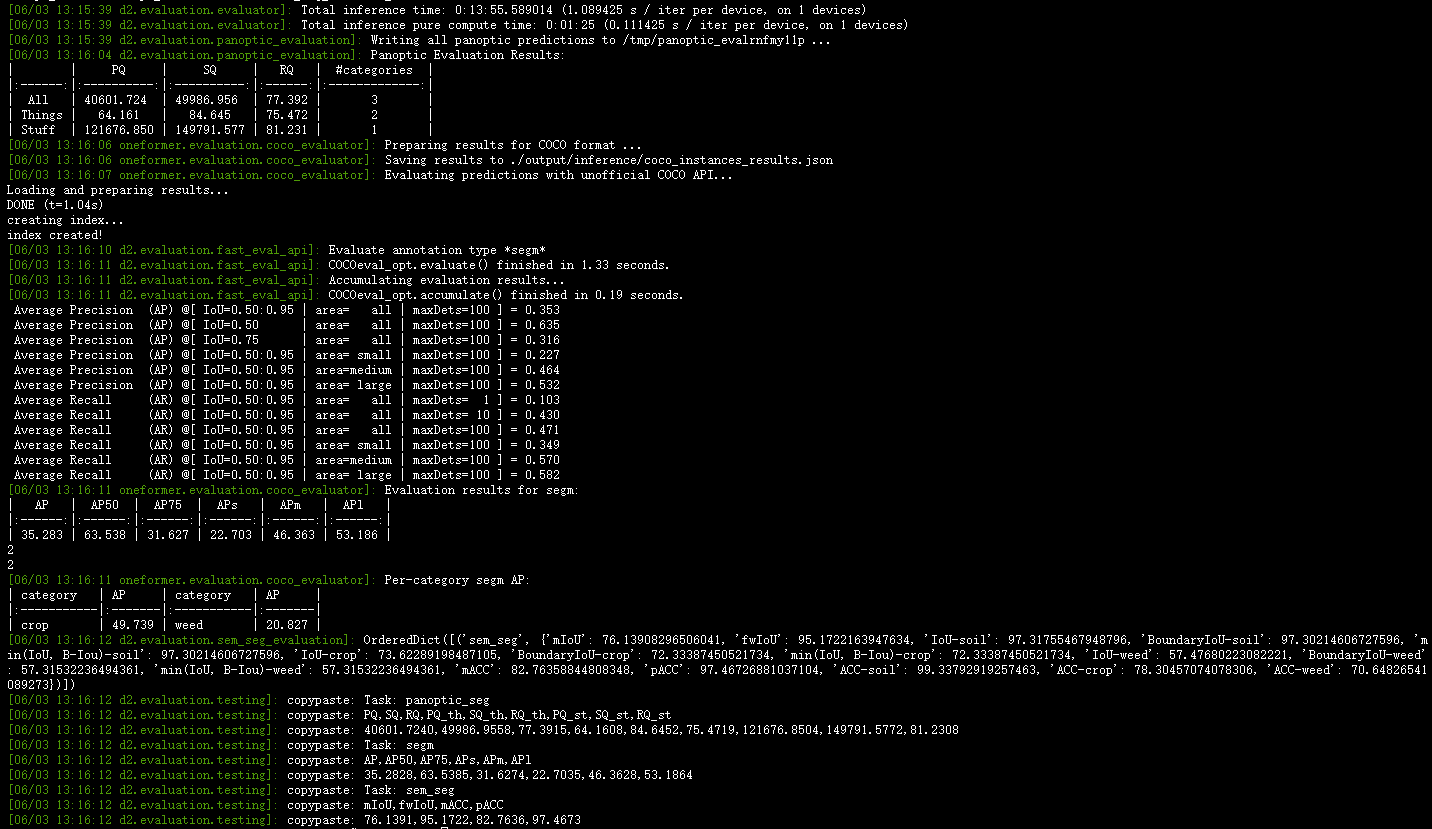 [06/03 13:15:39 d2.evaluation.evaluator]: Total inference time: 0:13:55.589014 (1.089425 s / iter per device, on 1 devices)
[06/03 13:15:39 d2.evaluation.evaluator]: Total inference pure compute time: 0:01:25 (0.111425 s / iter per device, on 1 devices)
[06/03 13:15:39 d2.evaluation.panoptic_evaluation]: Writing all panoptic predictions to /tmp/panoptic_evalrnfmy11p ...
[06/03 13:16:04 d2.evaluation.panoptic_evaluation]: Panoptic Evaluation Results:
|        |     PQ     |     SQ     |   RQ   |  #categories  |
|:------:|:----------:|:----------:|:------:|:-------------:|
|  All   | 40601.724  | 49986.956  | 77.392 |       3       |
| Things |   64.161   |   84.645   | 75.472 |       2       |
| Stuff  | 121676.850 | 149791.577 | 81.231 |       1       |
[06/03 13:16:06 oneformer.evaluation.coco_evaluator]: Preparing results for COCO format ...
[06/03 13:16:06 oneformer.evaluation.coco_evaluator]: Saving results to ./output/inference/coco_instances_results.json
[06/03 13:16:07 oneformer.evaluation.coco_evaluator]: Evaluating predictions with unofficial COCO API...
Loading and preparing results...
DONE (t=1.04s)
creating index...
index created!
[06/03 13:16:10 d2.evaluation.fast_eval_api]: Evaluate annotation type *segm*
[06/03 13:16:11 d2.evaluation.fast_eval_api]: COCOeval_opt.evaluate() finished in 1.33 seconds.
[06/03 13:16:11 d2.evaluation.fast_eval_api]: Accumulating evaluation results...
[06/03 13:16:11 d2.evaluation.fast_eval_api]: COCOeval_opt.accumulate() finished in 0.19 seconds.
Average Precision  (AP) @[ IoU=0.50:0.95 | area=   all | maxDets=100 ] = 0.353
Average Precision  (AP) @[ IoU=0.50      | area=   all | maxDets=100 ] = 0.635
Average Precision  (AP) @[ IoU=0.75      | area=   all | maxDets=100 ] = 0.316
Average Precision  (AP) @[ IoU=0.50:0.95 | area= small | maxDets=100 ] = 0.227
Average Precision  (AP) @[ IoU=0.50:0.95 | area=medium | maxDets=100 ] = 0.464
Average Precision  (AP) @[ IoU=0.50:0.95 | area= large | maxDets=100 ] = 0.532
Average Recall     (AR) @[ IoU=0.50:0.95 | area=   all | maxDets=  1 ] = 0.103
Average Recall     (AR) @[ IoU=0.50:0.95 | area=   all | maxDets= 10 ] = 0.430
Average Recall     (AR) @[ IoU=0.50:0.95 | area=   all | maxDets=100 ] = 0.471
Average Recall     (AR) @[ IoU=0.50:0.95 | area= small | maxDets=100 ] = 0.349
Average Recall     (AR) @[ IoU=0.50:0.95 | area=medium | maxDets=100 ] = 0.570
Average Recall     (AR) @[ IoU=0.50:0.95 | area= large | maxDets=100 ] = 0.582
[06/03 13:16:11 oneformer.evaluation.coco_evaluator]: Evaluation results for segm:
|   AP   |  AP50  |  AP75  |  APs   |  APm   |  APl   |
|:------:|:------:|:------:|:------:|:------:|:------:|
| 35.283 | 63.538 | 31.627 | 22.703 | 46.363 | 53.186 |
2
2
[06/03 13:16:11 oneformer.evaluation.coco_evaluator]: Per-category segm AP:
| category   | AP     | category   | AP     |
|:-----------|:-------|:-----------|:-------|
| crop       | 49.739 | weed       | 20.827 |
[06/03 13:16:12 d2.evaluation.sem_seg_evaluation]: OrderedDict([('sem_seg', {'mIoU': 76.13908296506041, 'fwIoU': 95.1722163947634, 'IoU-soil': 97.31755467948796, 'BoundaryIoU-soil': 97.30214606727596, 'm
in(IoU, B-Iou)-soil': 97.30214606727596, 'IoU-crop': 73.62289198487105, 'BoundaryIoU-crop': 72.33387450521734, 'min(IoU, B-Iou)-crop': 72.33387450521734, 'IoU-weed': 57.47680223082221, 'BoundaryIoU-weed'
: 57.31532236494361, 'min(IoU, B-Iou)-weed': 57.31532236494361, 'mACC': 82.76358844808348, 'pACC': 97.46726881037104, 'ACC-soil': 99.33792919257463, 'ACC-crop': 78.30457074078306, 'ACC-weed': 70.64826541
089273})])
[06/03 13:16:12 d2.evaluation.testing]: copypaste: Task: panoptic_seg
[06/03 13:16:12 d2.evaluation.testing]: copypaste: PQ,SQ,RQ,PQ_th,SQ_th,RQ_th,PQ_st,SQ_st,RQ_st
[06/03 13:16:12 d2.evaluation.testing]: copypaste: 40601.7240,49986.9558,77.3915,64.1608,84.6452,75.4719,121676.8504,149791.5772,81.2308
[06/03 13:16:12 d2.evaluation.testing]: copypaste: Task: segm
[06/03 13:16:12 d2.evaluation.testing]: copypaste: AP,AP50,AP75,APs,APm,APl
[06/03 13:16:12 d2.evaluation.testing]: copypaste: 35.2828,63.5385,31.6274,22.7035,46.3628,53.1864
[06/03 13:16:12 d2.evaluation.testing]: copypaste: Task: sem_seg
[06/03 13:16:12 d2.evaluation.testing]: copypaste: mIoU,fwIoU,mACC,pACC
[06/03 13:16:12 d2.evaluation.testing]: copypaste: 76.1391,95.1722,82.7636,97.4673